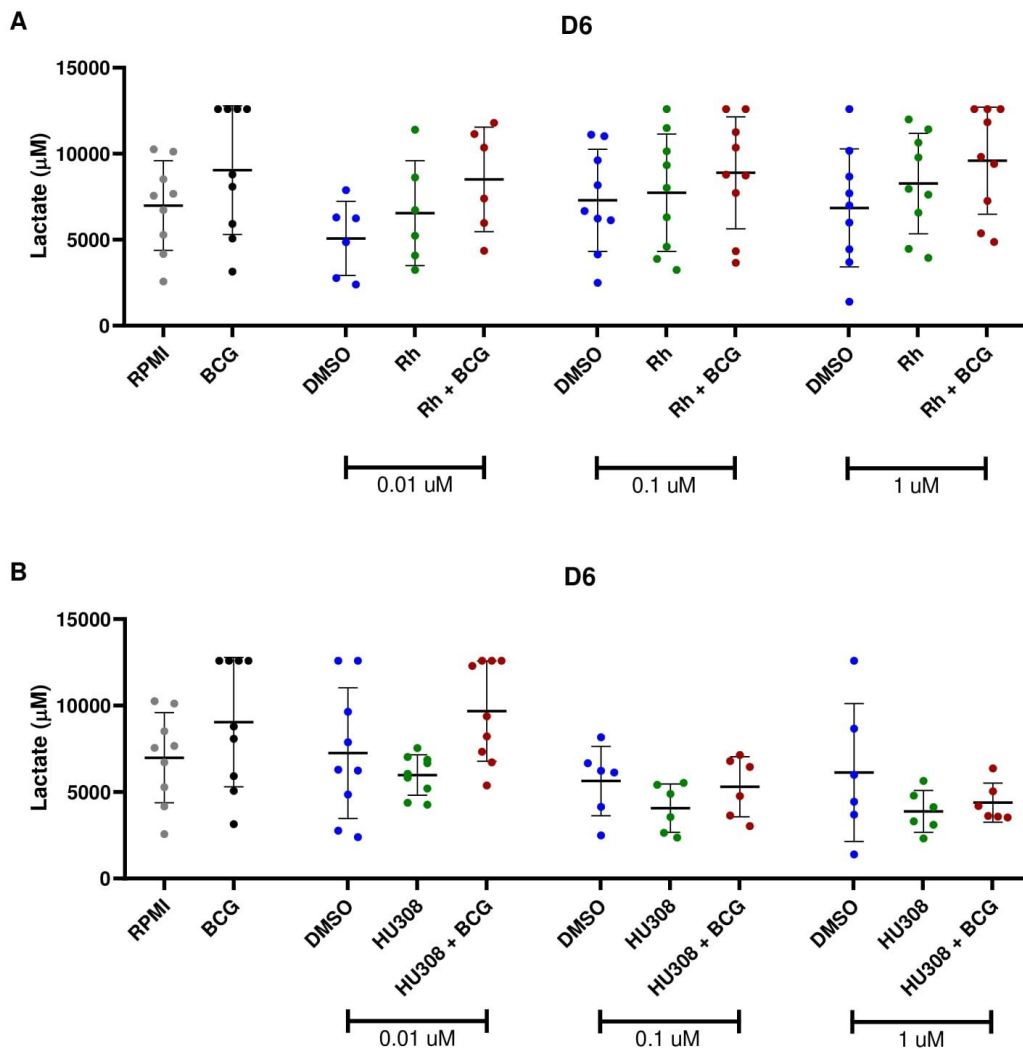 A
D6
Lactate (µM)
15000
10000
5000
0
RPMI
BCG
DMSO
Rh
Rh + BCG
DMSO
Rh
Rh + BCG
DMSO
Rh
Rh + BCG
0.01 uM
0.1 uM
1 uM
B
D6
Lactate (µM)
15000
10000
5000
0
RPMI
BCG
DMSO
HU308
HU308 + BCG
DMSO
HU308
HU308 + BCG
DMSO
HU308
HU308 + BCG
0.01 uM
0.1 uM
1 uM